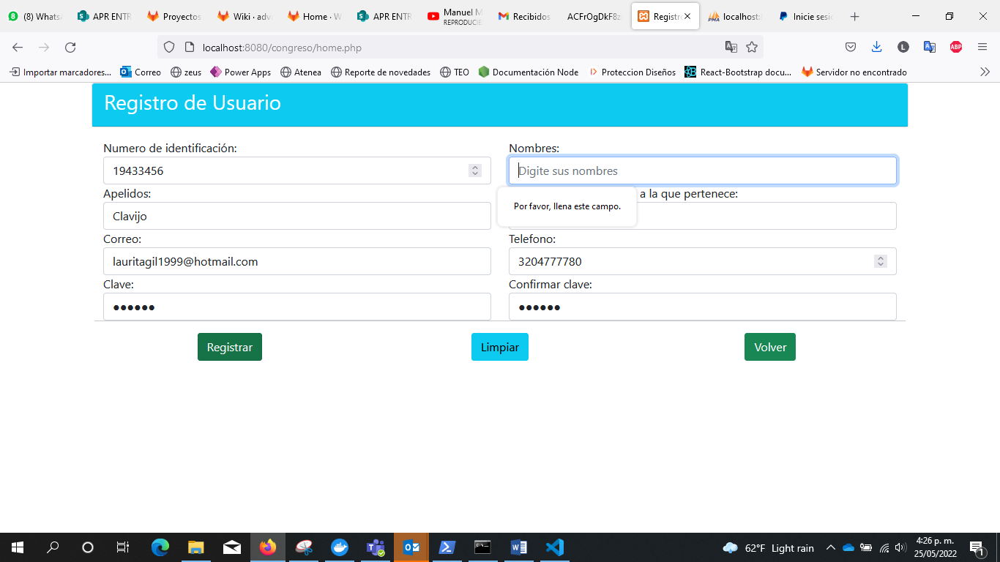 (8) Whats
APR ENTR
Proyectos
Wiki · adv
Home · W
APR ENTR
Manuel M
REPRODUCIE
Recibidos
ACFrOgDkF8z
Registro
localhost:
Inicie sesi
localhost:8080/congreso/home.php
Importar marcadores...
Correo
zeus
Power Apps
Atenea
Reporte de novedades
TEO
Documentación Node
Proteccion Diseños
React-Bootstrap docu...
Servidor no encontrado
Registro de Usuario
Numero de identificación:
Nombres:
19433456
Digite sus nombres
Apelidos:
a la que pertenece:
Por favor, llena este campo.
Clavijo
Correo:
Telefono:
lauritagil1999@hotmail.com
3204777780
Clave:
Confirmar clave:
●●●●●●
●●●●●●
Registrar
Limpiar
Volver
62°F Light rain
4:26 p. m.
25/05/2022